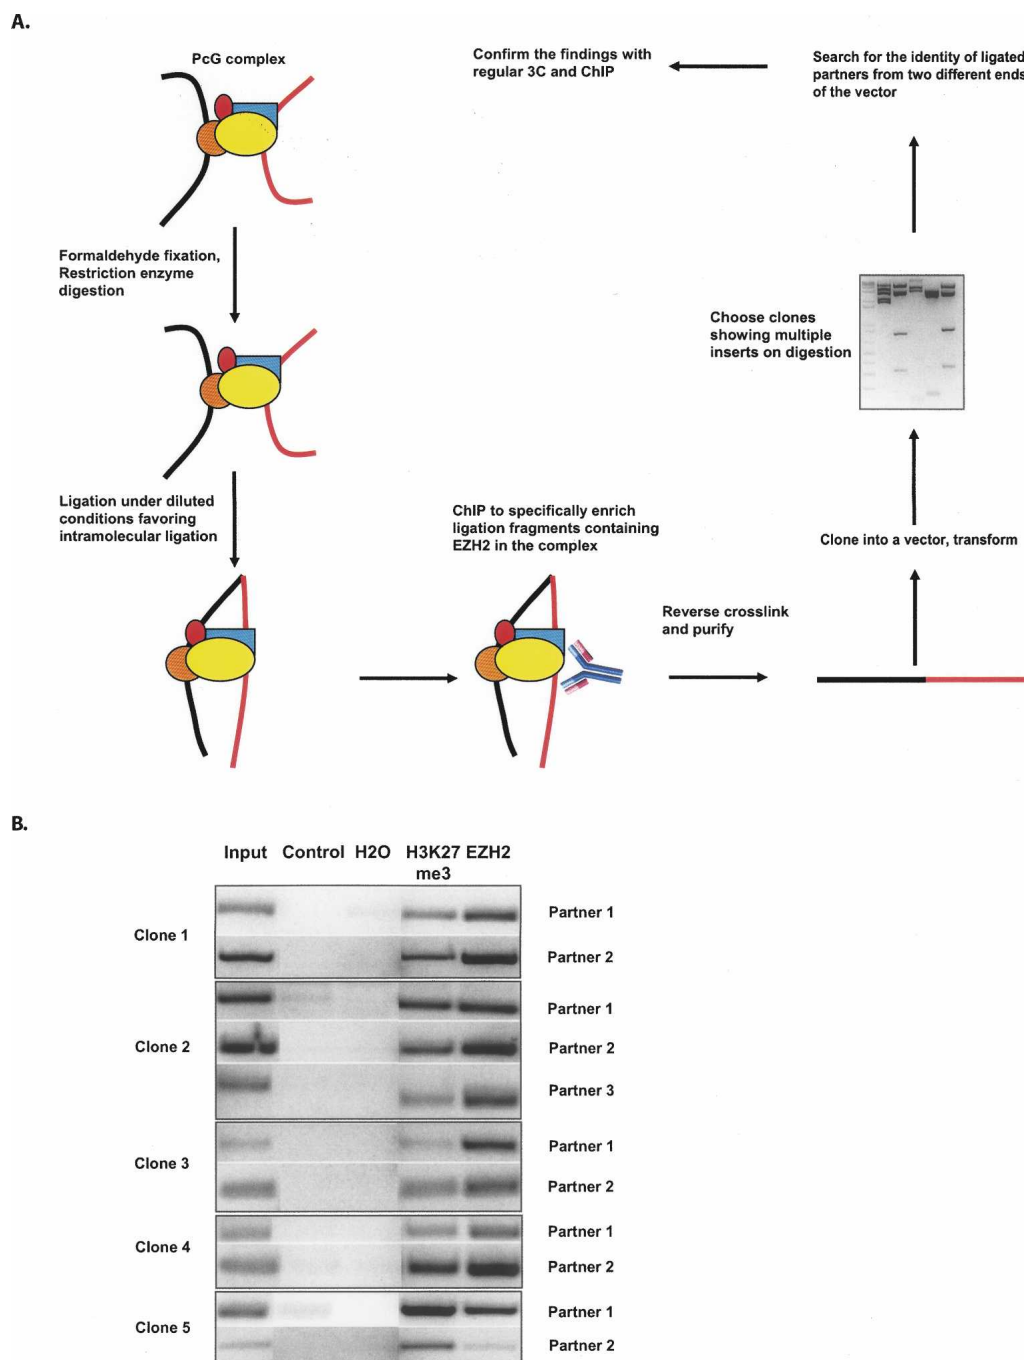 A.
PcG complex
Confirm the findings with
regular 3C and ChIP
Search for the identity of ligated
partners from two different ends
of the vector
Formaldehyde fixation,
Restriction enzyme
digestion
Choose clones
showing multiple
inserts on digestion
Ligation under diluted
conditions favoring
intramolecular ligation
ChIP to specifically enrich
ligation fragments containing
EZH2 in the complex
Clone into a vector, transform
Reverse crosslink
and purify
B.
Input Control H2O H3K27 EZH2
me3
Clone 1
Partner 1
Partner 2
Clone 2
Partner 1
Partner 2
Partner 3
Clone 3
Partner 1
Partner 2
Clone 4
Partner 1
Partner 2
Clone 5
Partner 1
Partner 2